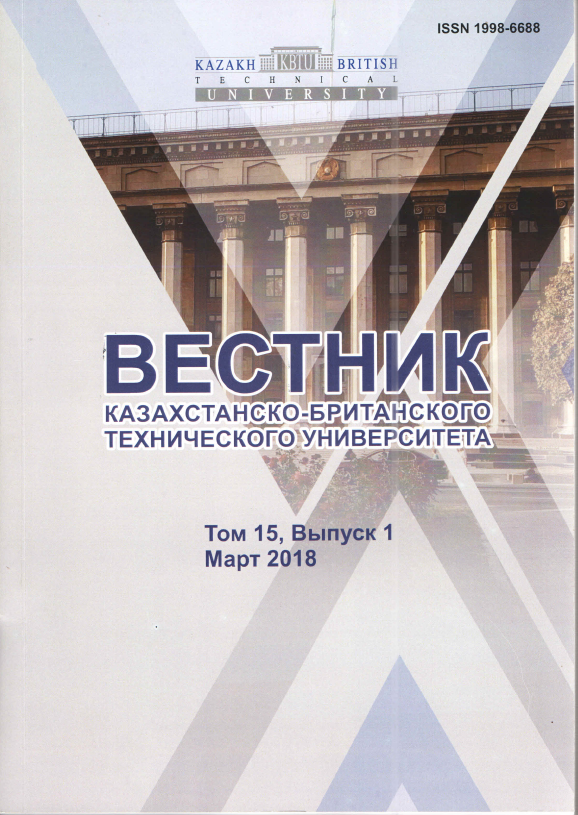 ISSN 1998-6688
KAZAKH KBTU BRITISH
TECHNICAL
UNIVERSITY
ВЕСТНИК
КАЗАХСТАНСКО-БРИТАНСКОГО
ТЕХНИЧЕСКОГО УНИВЕРСИТЕТА
Том 15, Выпуск 1
Март 2018